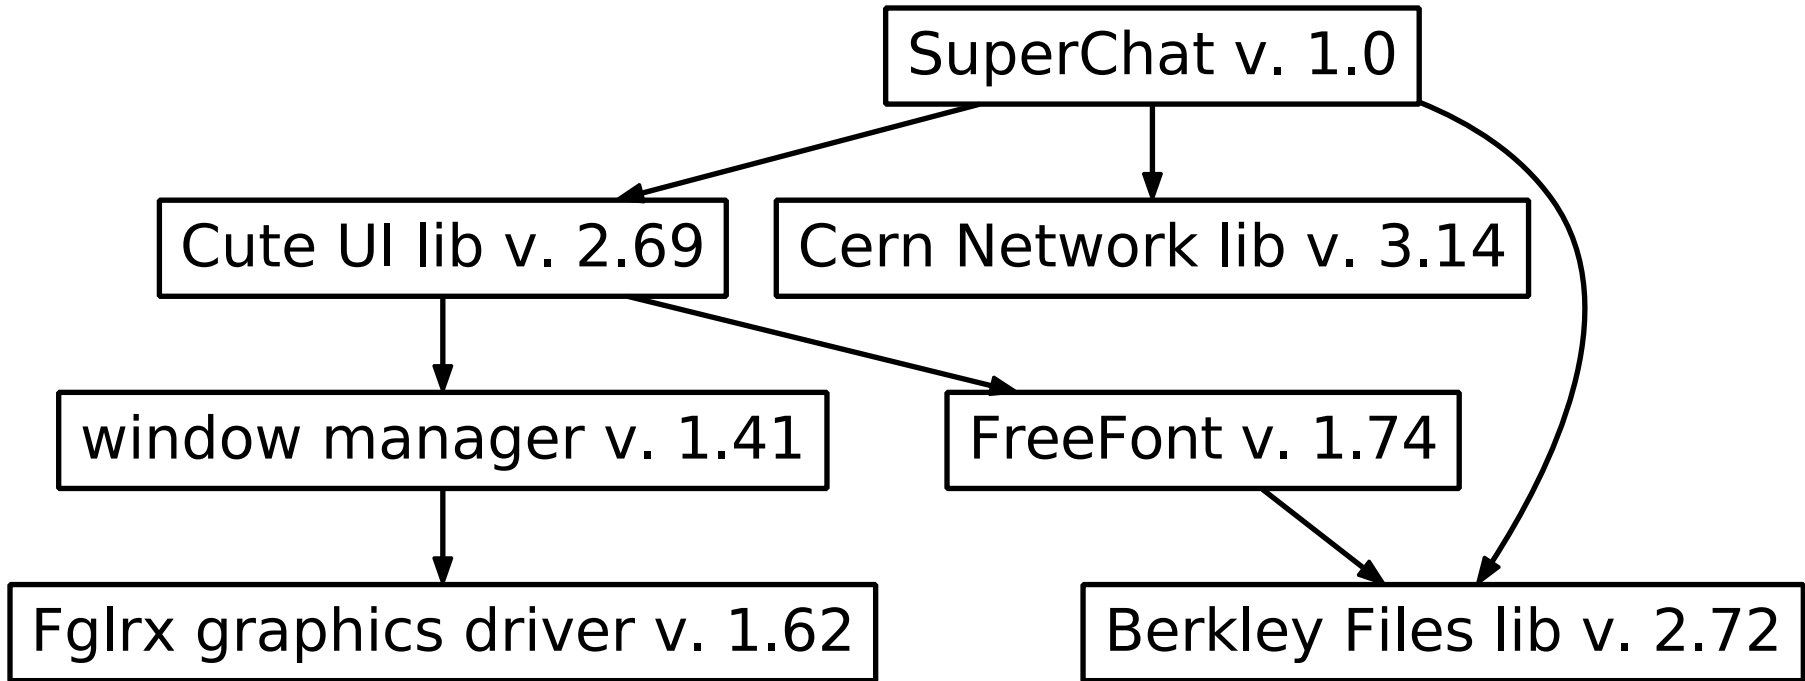 SuperChat v. 1.0
Cute UI lib v. 2.69
Cern Network lib v. 3.14
window manager v. 1.41
FreeFont v. 1.74
Fglrx graphics driver v. 1.62
Berkley Files lib v. 2.72